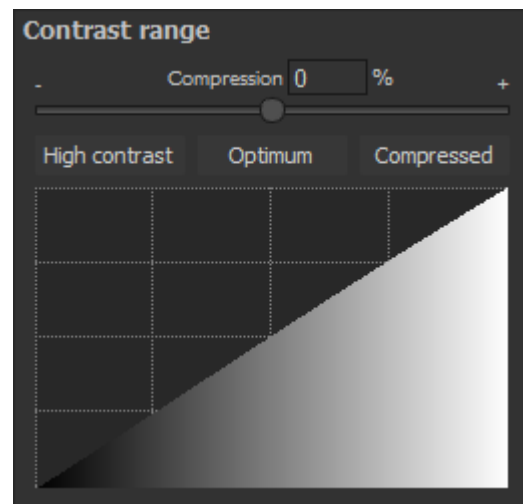 Contrast range
- Compression 0 % +
High contrast Optimum Compressed